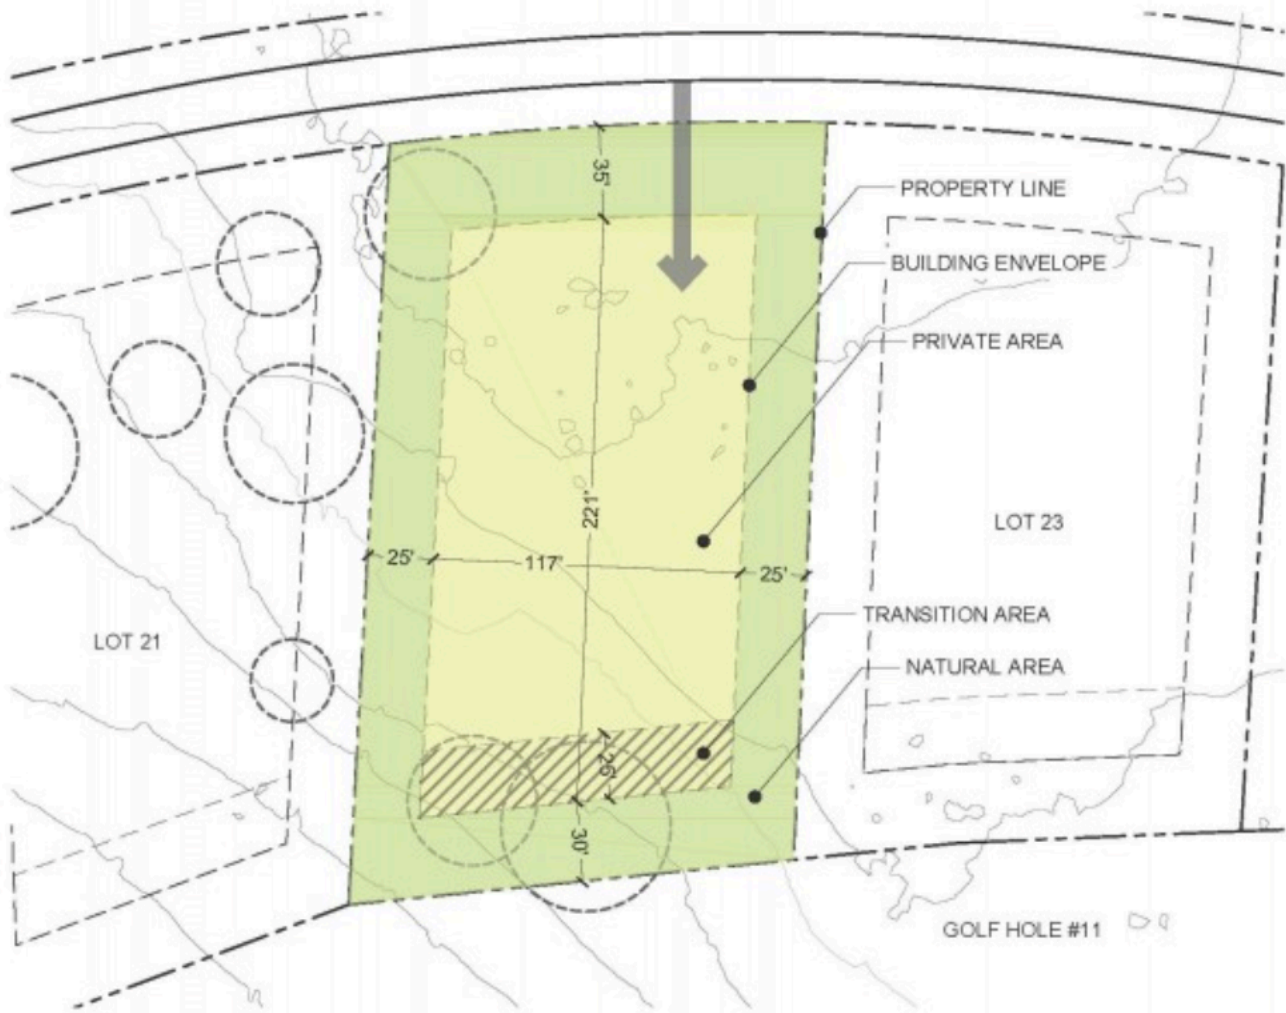 35'
PROPERTY LINE
BUILDING ENVELOPE
PRIVATE AREA
221'
LOT 23
25'
117'
25'
TRANSITION AREA
LOT 21
NATURAL AREA
25'
30'
GOLF HOLE #11